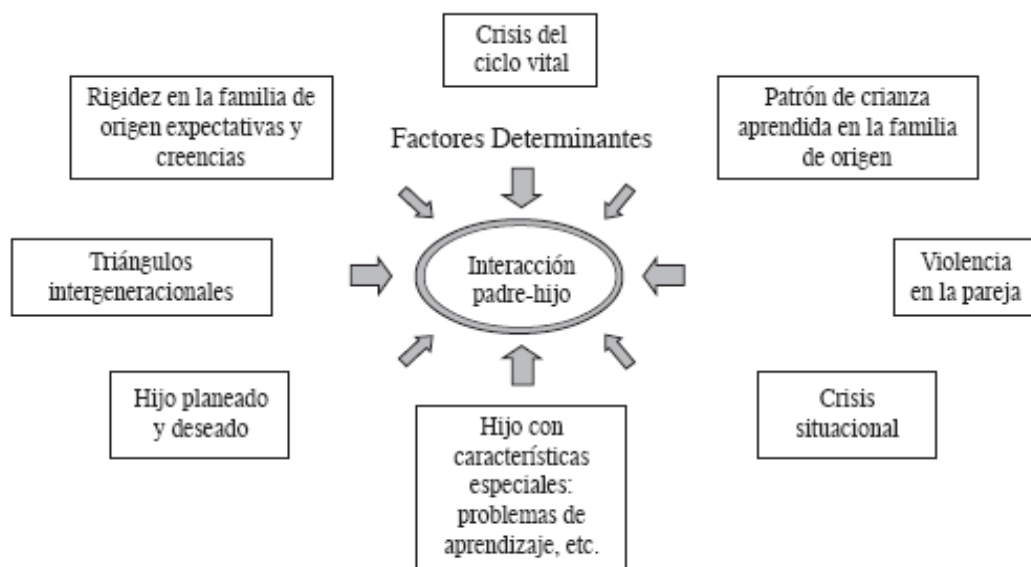 Crisis del
ciclo vital
Rigidez en la familia de
origen expectativas y
creencias
Patrón de crianza
aprendida en la familia
de origen
Factores Determinantes
Triángulos
intergeneracionales
Interacción
padre-hijo
Violencia
en la pareja
Hijo planeado
y deseado
Hijo con
características
especiales:
problemas de
aprendizaje, etc.
Crisis
situacional